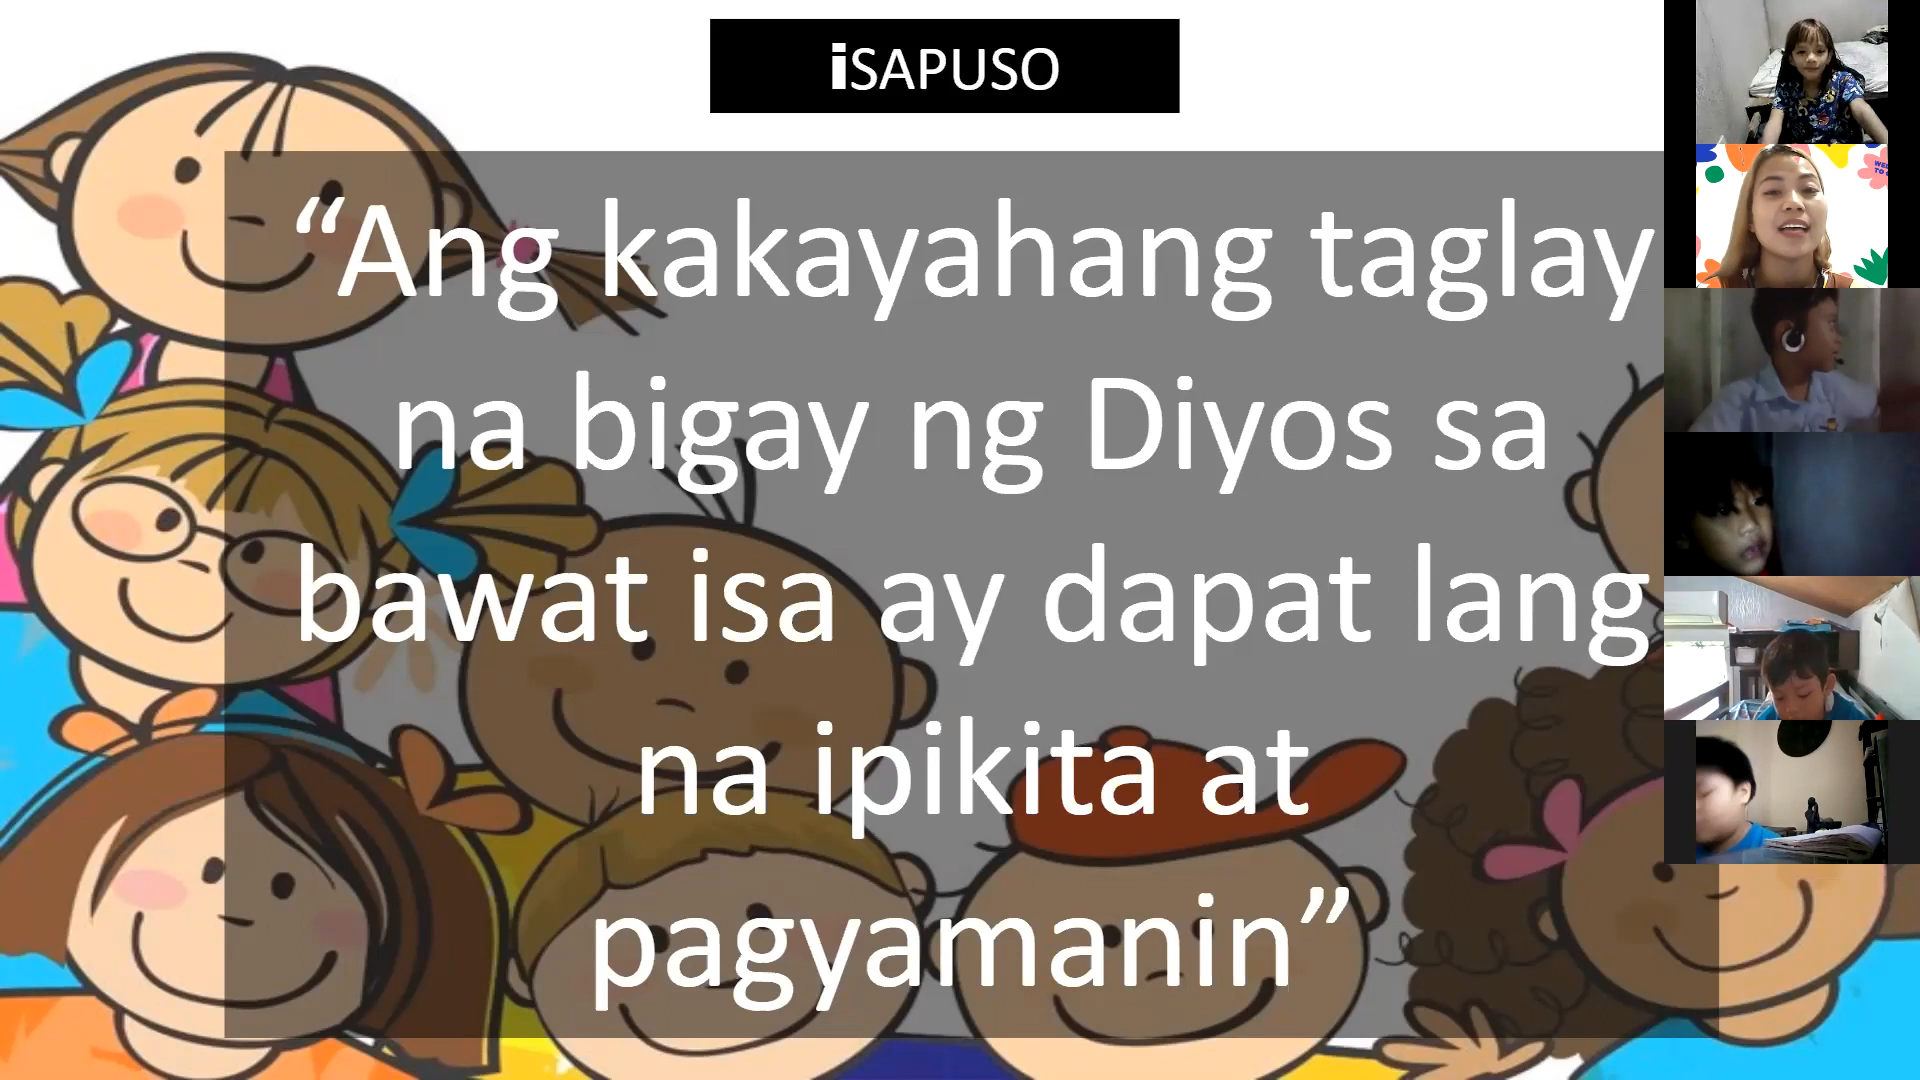 iSAPUSO
“Ang kakayahang taglay
na bigay ng Diyos sa
bawat isa ay dapat lang
na ipikita at
pagyamanin”